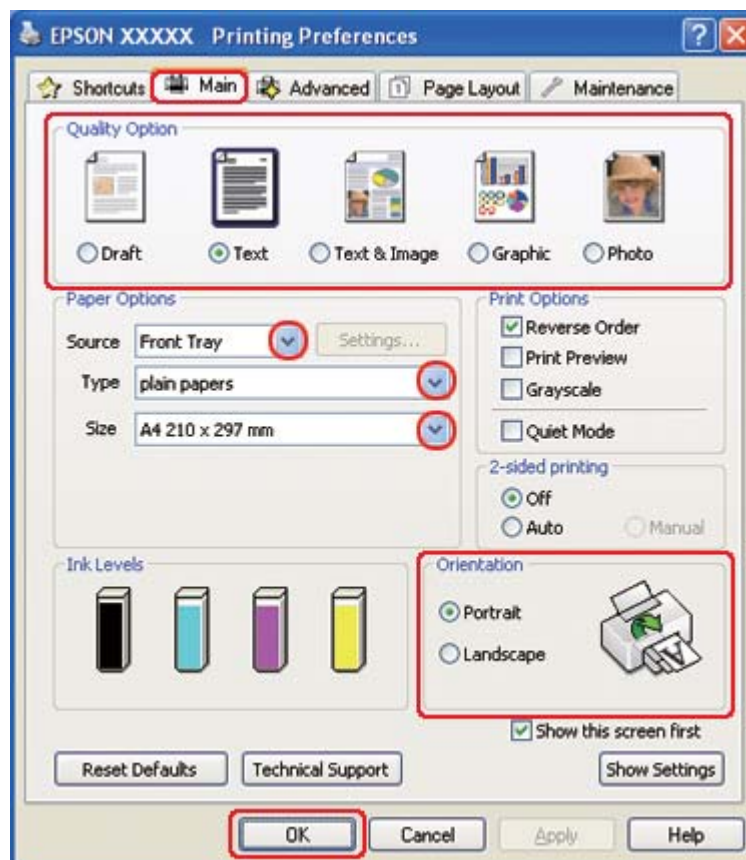 EPSON XXXXX Printing Preferences
Shortcuts Main Advanced Page Layout Maintenance
Quality Option
Draft Text Text & Image Graphic Photo
Paper Options
Source Front Tray Settings...
Type plain papers
Size A4 210 x 297 mm
Print Options
Reverse Order
Print Preview
Grayscale
Quiet Mode
2-sided printing
Off
Auto Manual
Ink Levels
Orientation
Portrait
Landscape
Show this screen first
Reset Defaults Technical Support Show Settings
OK Cancel Apply Help